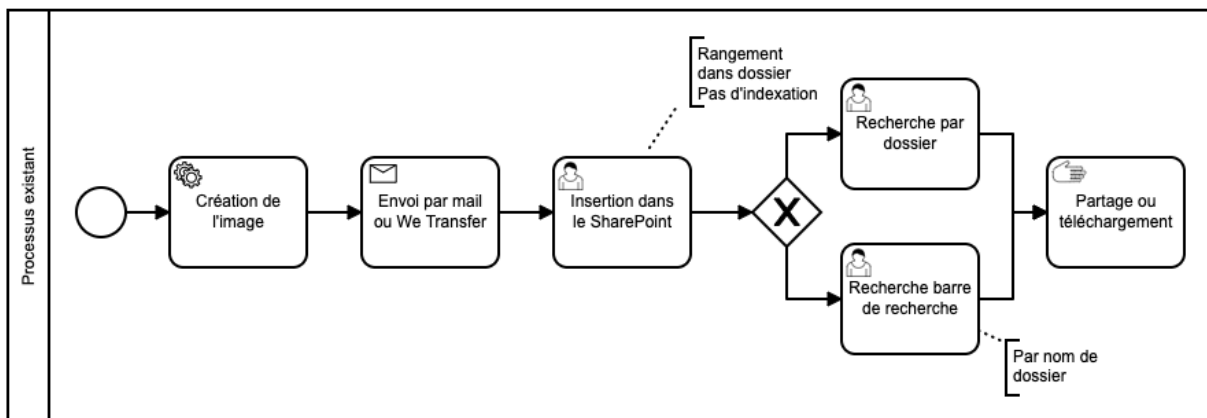 Processus existant
Création de
l'image
Envoi par mail
ou We Transfer
Insertion dans
le SharePoint
Rangement
dans dossier
Pas d'indexation
X
Recherche par
dossier
Recherche barre
de recherche
Par nom de
dossier
Partage ou
téléchargement